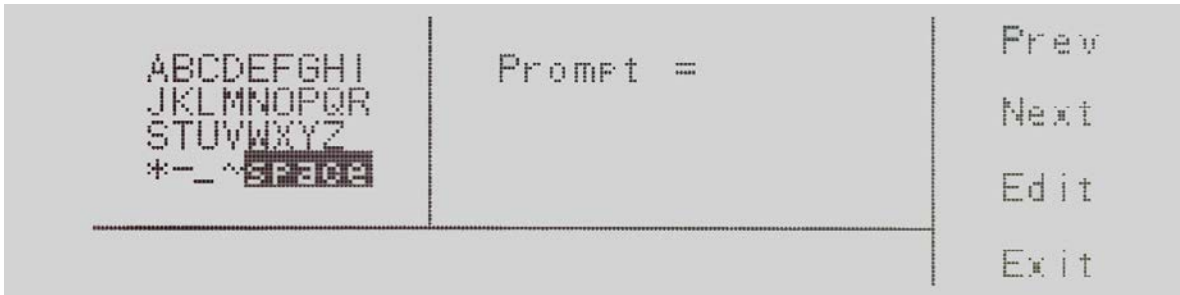 ABCDEFGHI
JKLMNOPQR
STUVWXYZ
*-_~space
Prompt =
Prev
Next
Edit
Exit